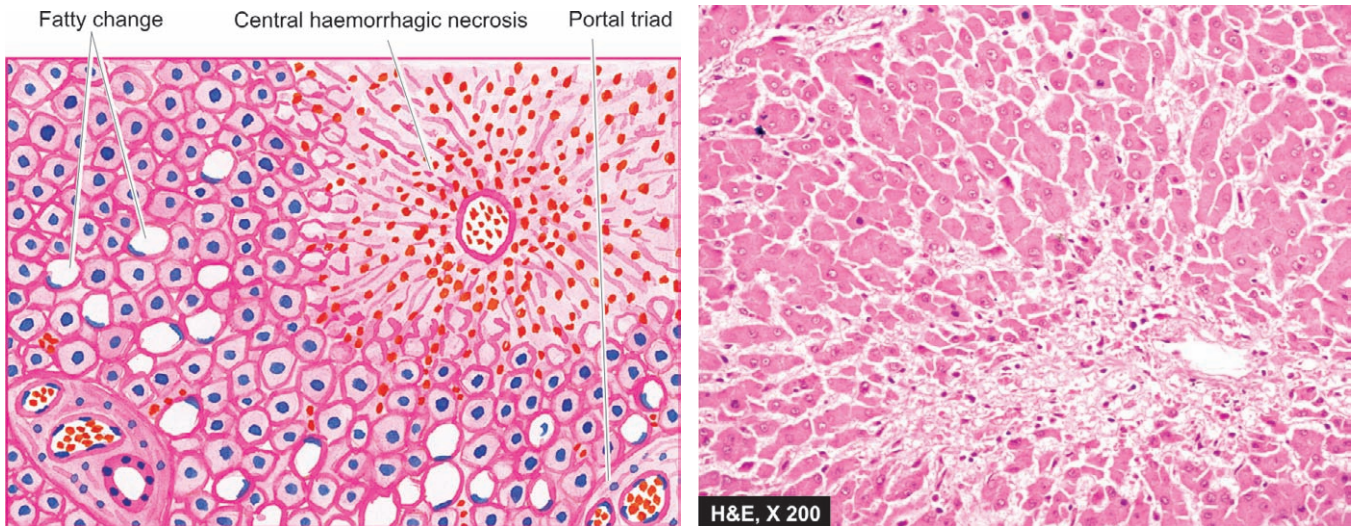 Fatty change
Central haemorrhagic necrosis
Portal triad
H&E, X 200